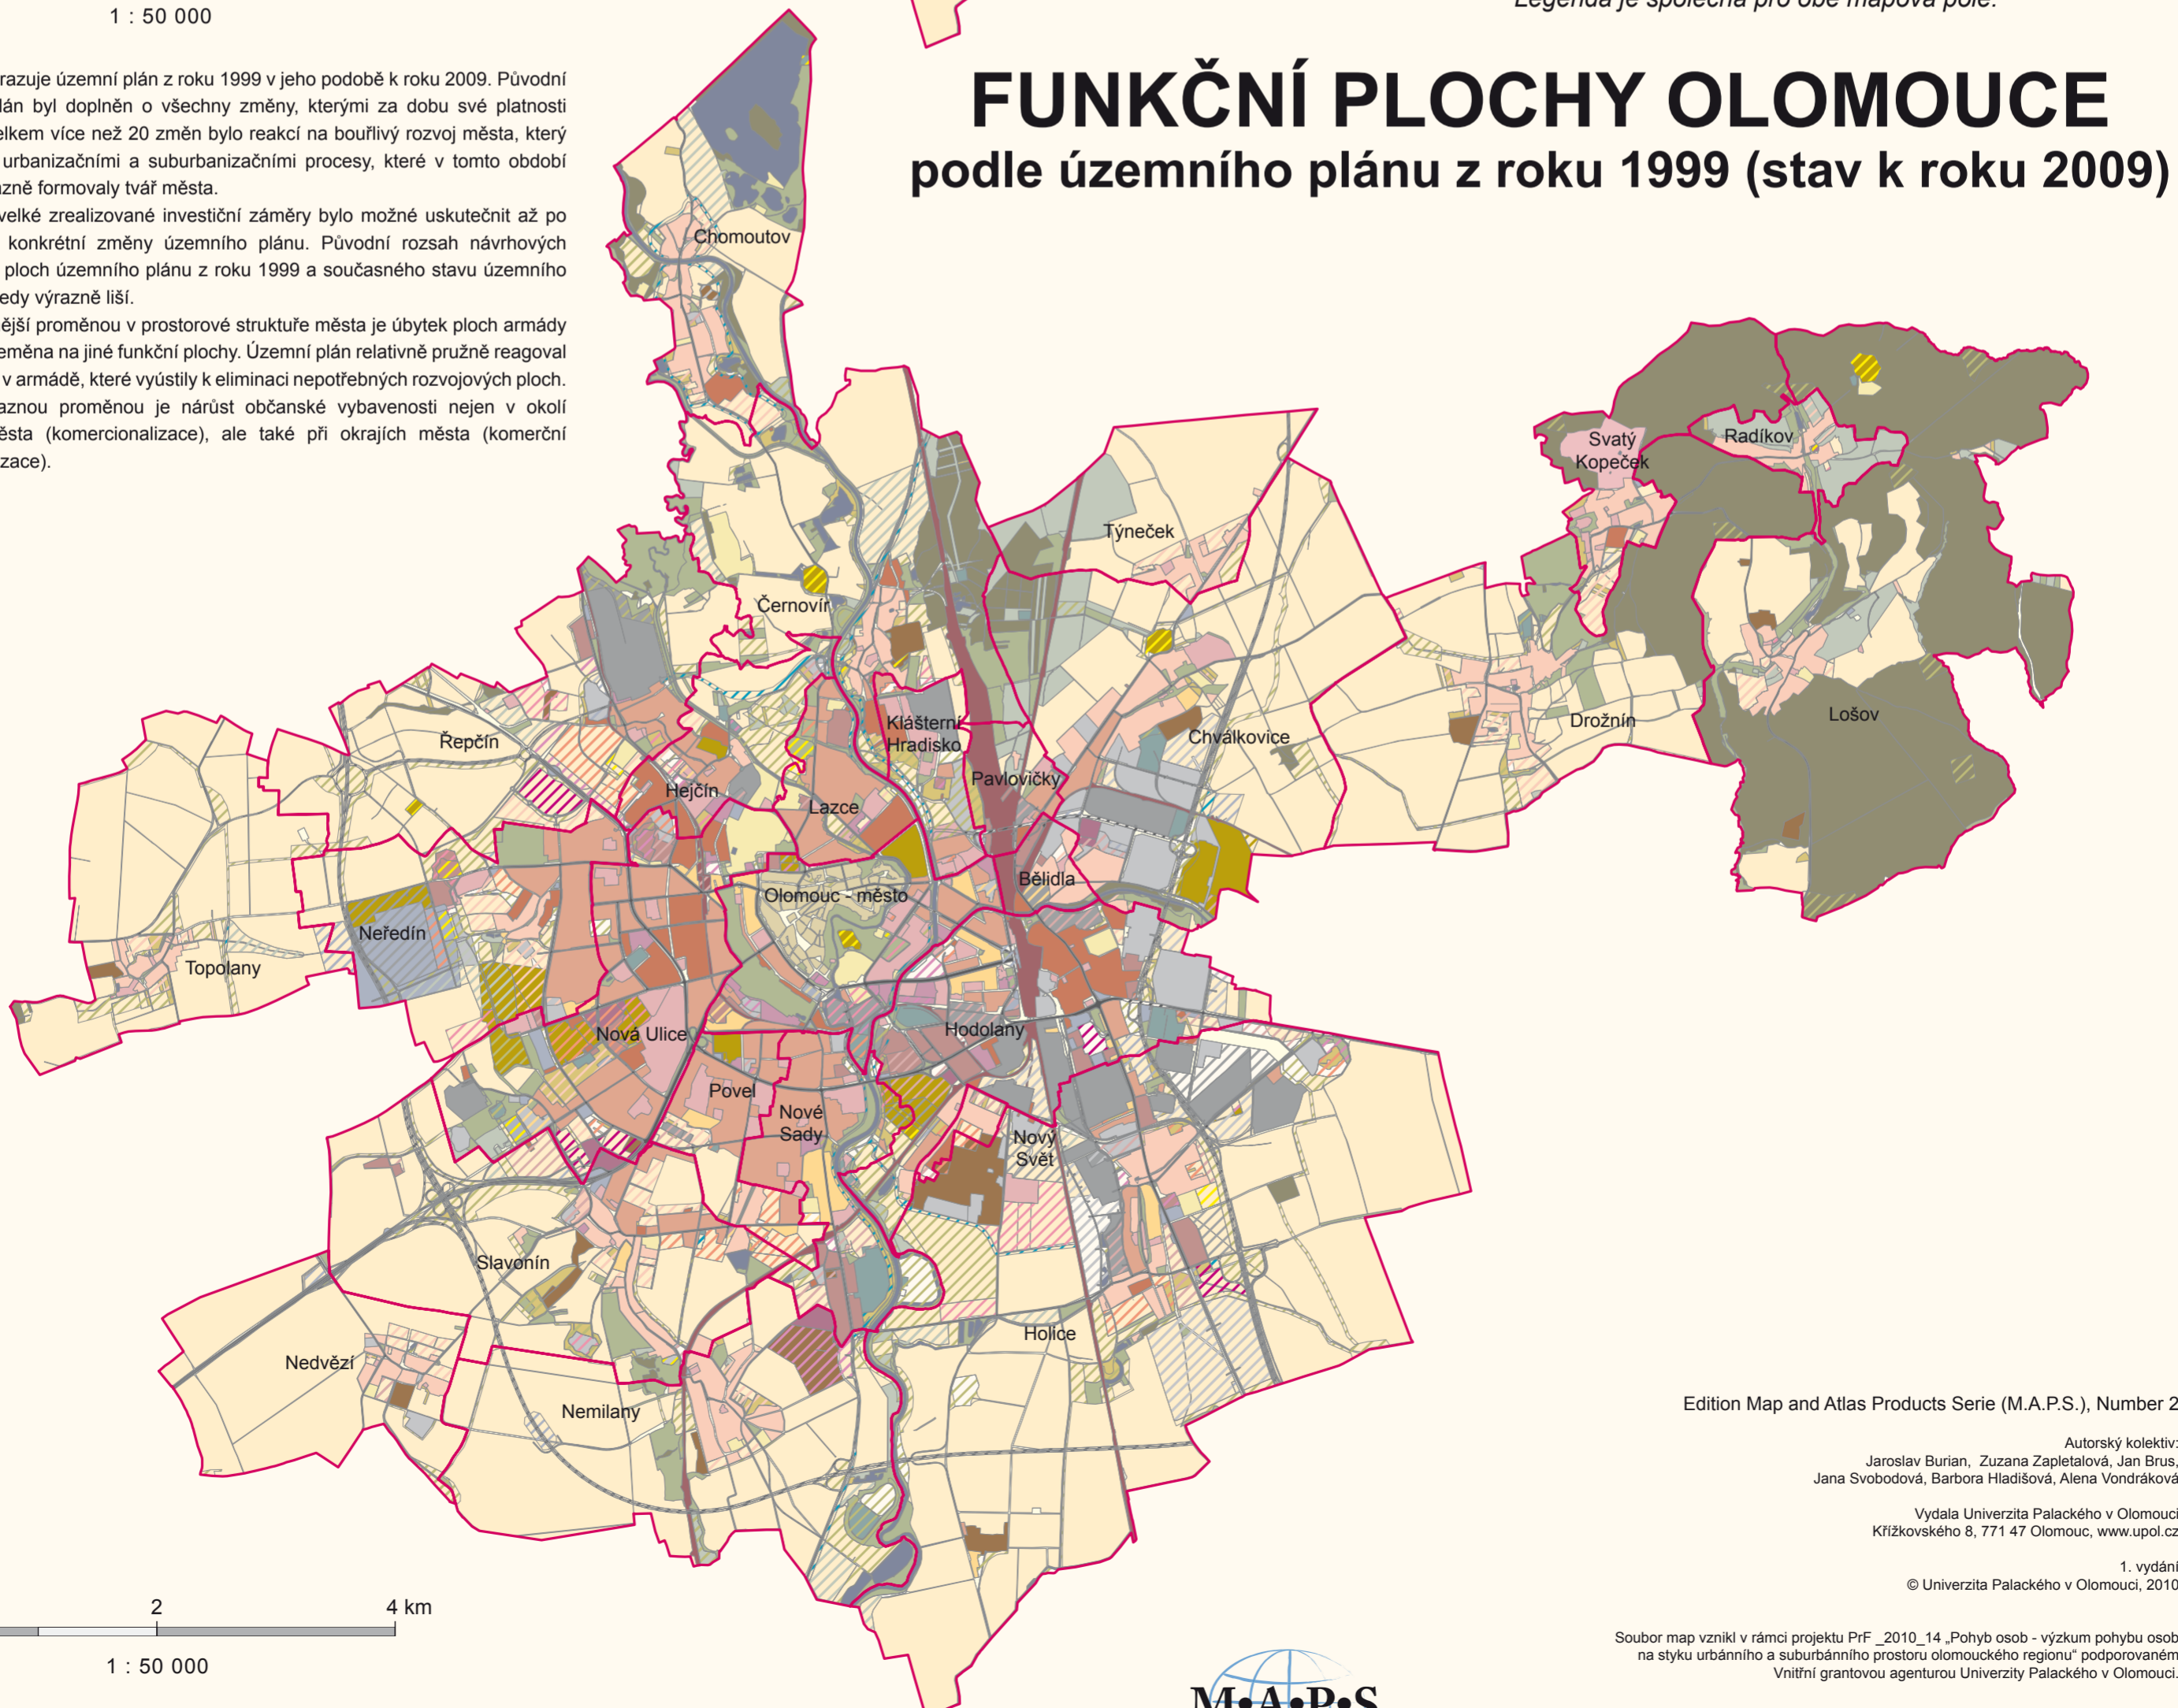 1 : 50 000
Legenda je společná pro obě mapová pole.
FUNKČNÍ PLOCHY OLOMOUCE
podle územního plánu z roku 1999 (stav k roku 2009)
razuje územní plán z roku 1999 v jeho podobě k roku 2009. Původní
lán byl doplněn o všechny změny, kterými za dobu své platnosti
elkem více než 20 změn bylo reakcí na bouřlivý rozvoj města, který
urbanizačními a suburbanizačními procesy, které v tomto období
azně formovaly tvář města.
velké zrealizované investiční záměry bylo možné uskutečnit až po
konkrétní změny územního plánu. Původní rozsah návrhových
ploch územního plánu z roku 1999 a současného stavu územního
edy výrazně liší.
ější proměnou v prostorové struktuře města je úbytek ploch armády
eměna na jiné funkční plochy. Územní plán relativně pružně reagoval
v armádě, které vyústily k eliminaci nepotřebných rozvojových ploch.
aznou proměnou je nárůst občanské vybavenosti nejen v okolí
ěsta (komercionalizace), ale také při okrajích města (komerční
zace).
Chomoutov
Svatý
Kopeček
Radíkov
Týneček
Černovír
Řepčín
Klášterní
Hradisko
Chválkovice
Drožnín
Lošov
Hejčín
Lazce
Pavlovičky
Bělidla
Olomouc - město
Neředín
Topolany
Nová Ulice
Hodolany
Povel
Nové
Sady
Nový
Svět
Slavonín
Holice
Nedvězí
Nemilany
Edition Map and Atlas Products Serie (M.A.P.S.), Number 2
Autorský kolektiv:
Jaroslav Burian, Zuzana Zapletalová, Jan Brus,
Jana Svobodová, Barbora Hladišová, Alena Vondráková
Vydala Univerzita Palackého v Olomouci
Křížkovského 8, 771 47 Olomouc, www.upol.cz
1. vydání
© Univerzita Palackého v Olomouci, 2010
Soubor map vznikl v rámci projektu PrF _2010_14 „Pohyb osob - výzkum pohybu osob
na styku urbánního a suburbánního prostoru olomouckého regionu“ podporovaném
Vnitřní grantovou agenturou Univerzity Palackého v Olomouci.
2 4 km
1 : 50 000
M•A•P•S